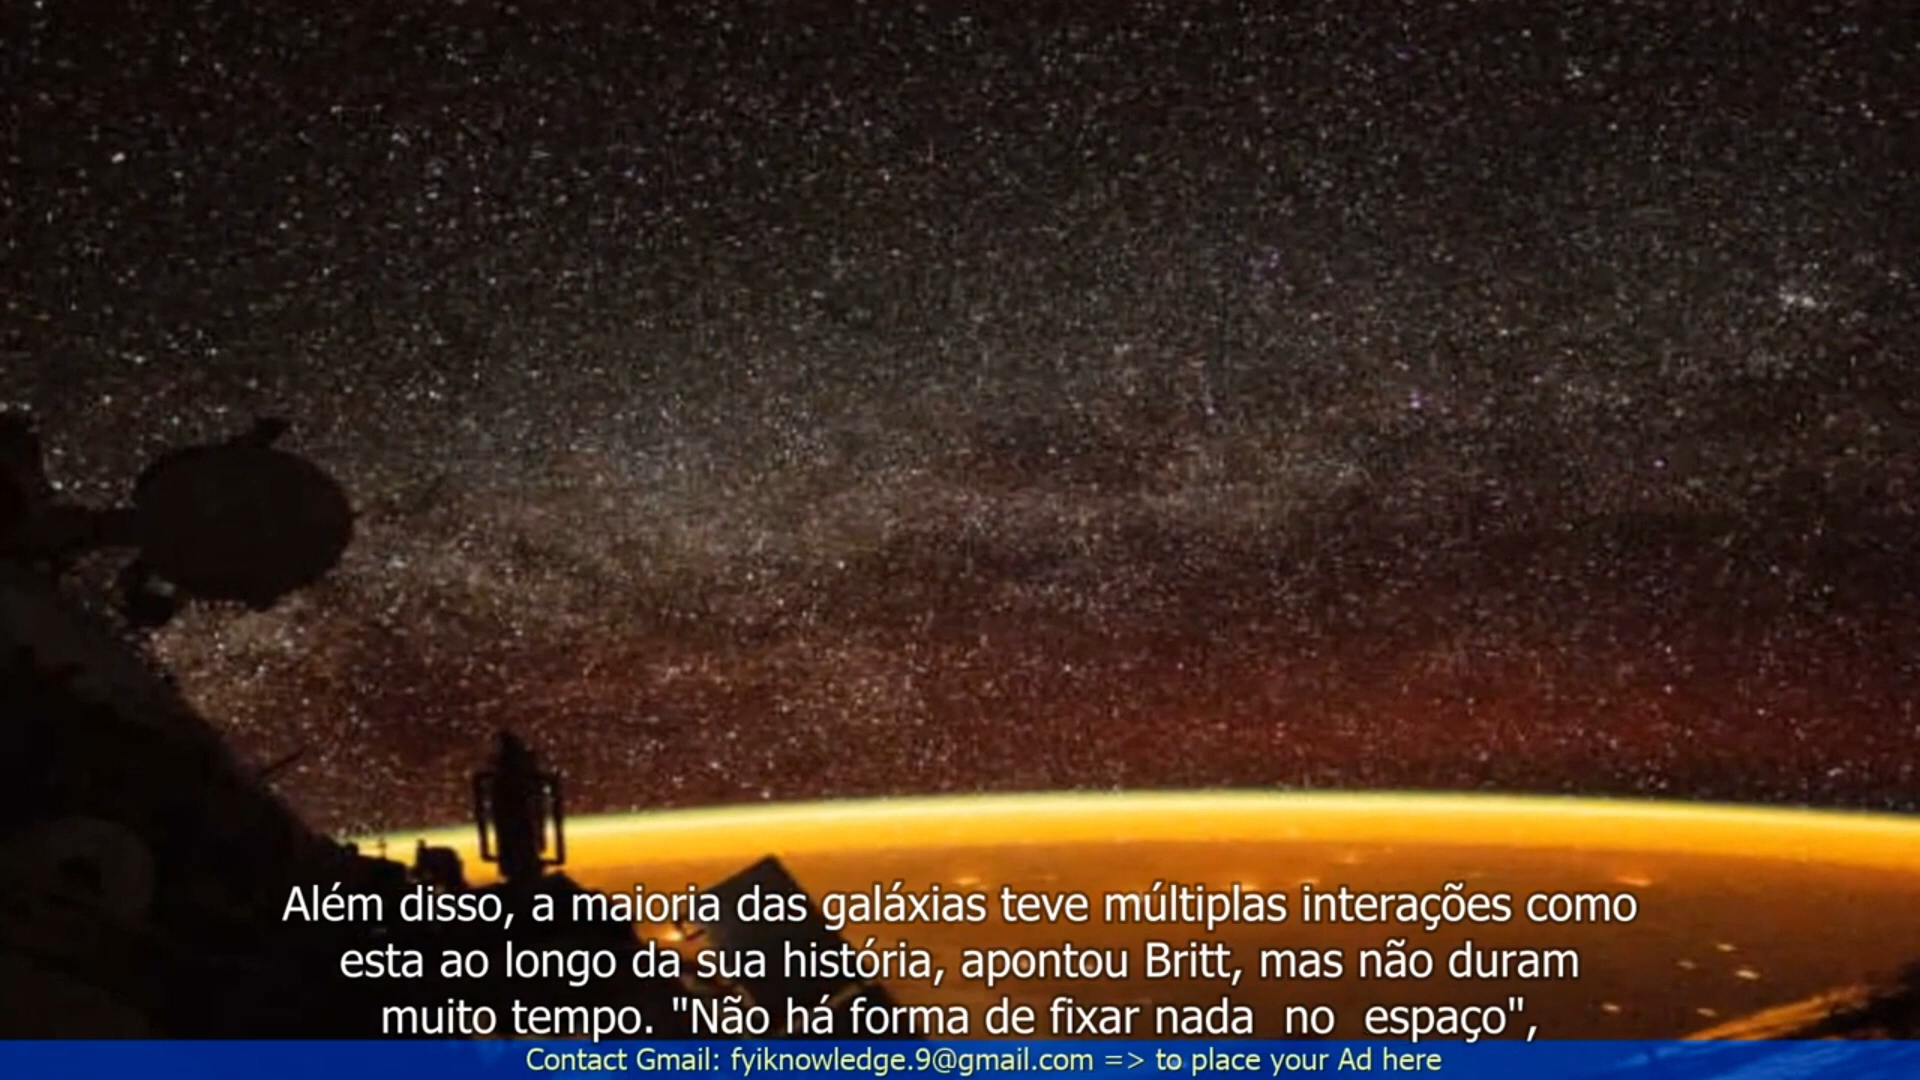 Além disso, a maioria das galáxias teve múltiplas interações como
esta ao longo da sua história, apontou Britt, mas não duram
muito tempo. "Não há forma de fixar nada no espaço",
Contact Gmail: fyiknowledge.9@gmail.com => to place your Ad here